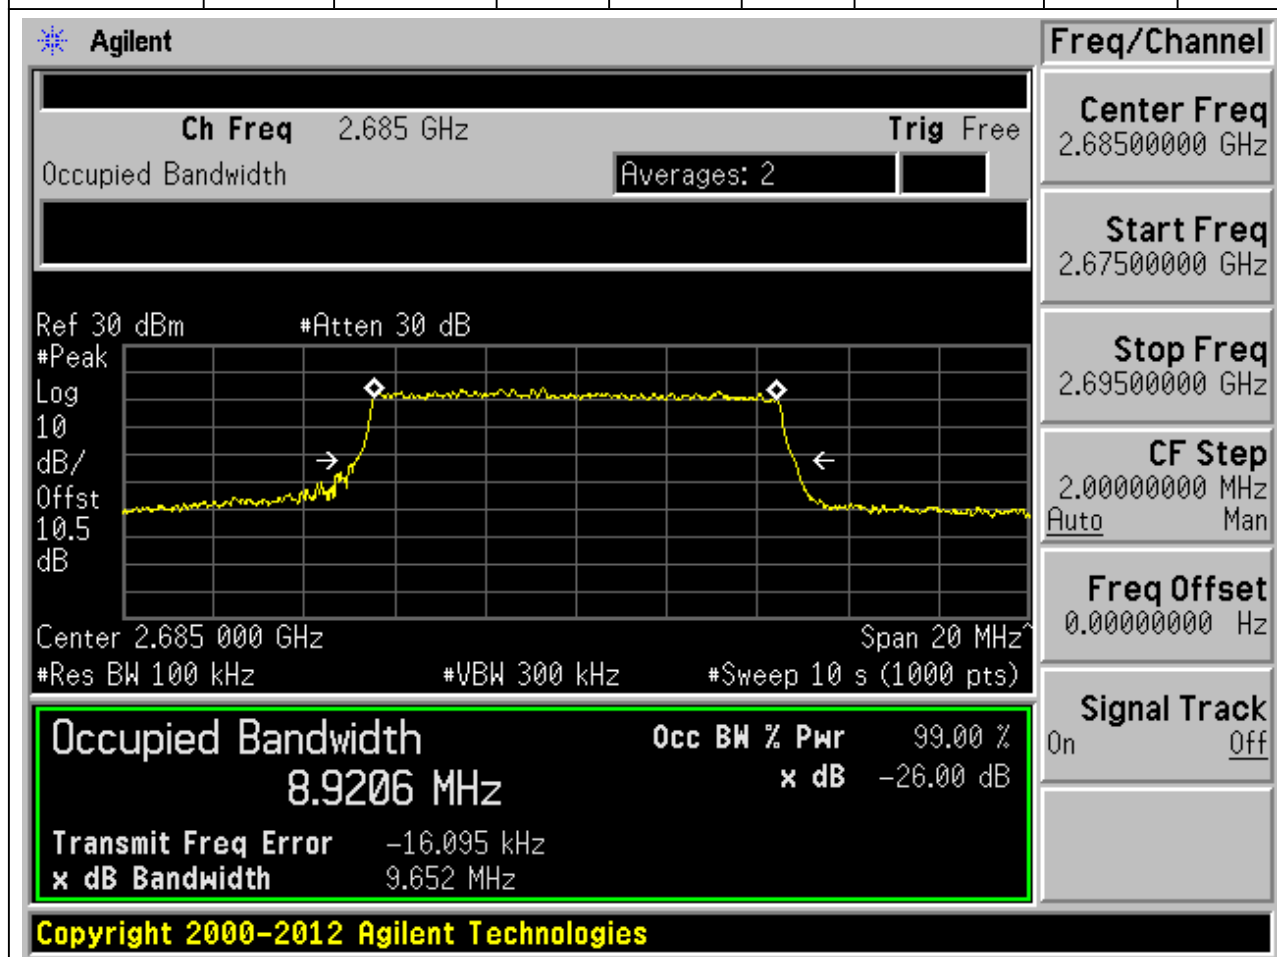 Agilent
Freq/Channel
Ch Freq 2.685 GHz Trig Free
Occupied Bandwidth Averages: 2
Center Freq
2.68500000 GHz
Start Freq
2.67500000 GHz
Stop Freq
2.69500000 GHz
CF Step
2.00000000 MHz
Auto Man
Freq Offset
0.00000000 Hz
Signal Track
On Off
Ref 30 dBm #Atten 30 dB
#Peak
Log
10
dB/
Offst
10.5
dB
Center 2.685 000 GHz Span 20 MHz^
#Res BW 100 kHz #VBW 300 kHz #Sweep 10 s (1000 pts)
Occupied Bandwidth Occ BW % Pwr 99.00 %
8.9206 MHz x dB -26.00 dB
Transmit Freq Error -16.095 kHz
x dB Bandwidth 9.652 MHz
Copyright 2000-2012 Agilent Technologies